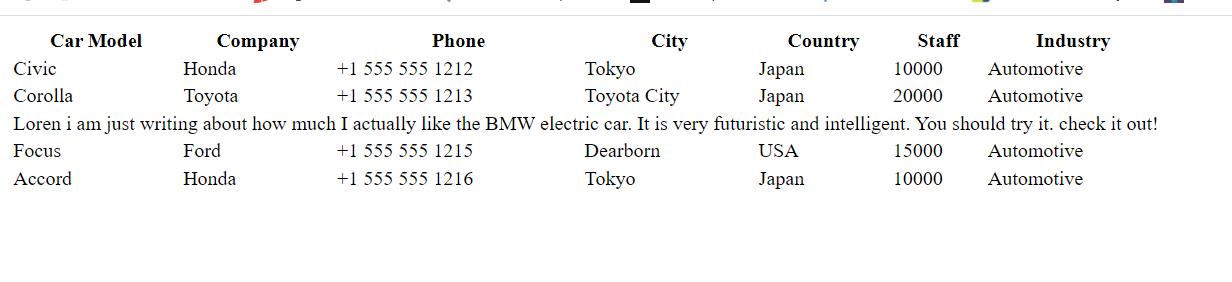 Car Model Company Phone City Country Staff Industry
Civic Honda +1 555 555 1212 Tokyo Japan 10000 Automotive
Corolla Toyota +1 555 555 1213 Toyota City Japan 20000 Automotive
Loren i am just writing about how much I actually like the BMW electric car. It is very futuristic and intelligent. You should try it. check it out!
Focus Ford +1 555 555 1215 Dearborn USA 15000 Automotive
Accord Honda +1 555 555 1216 Tokyo Japan 10000 Automotive